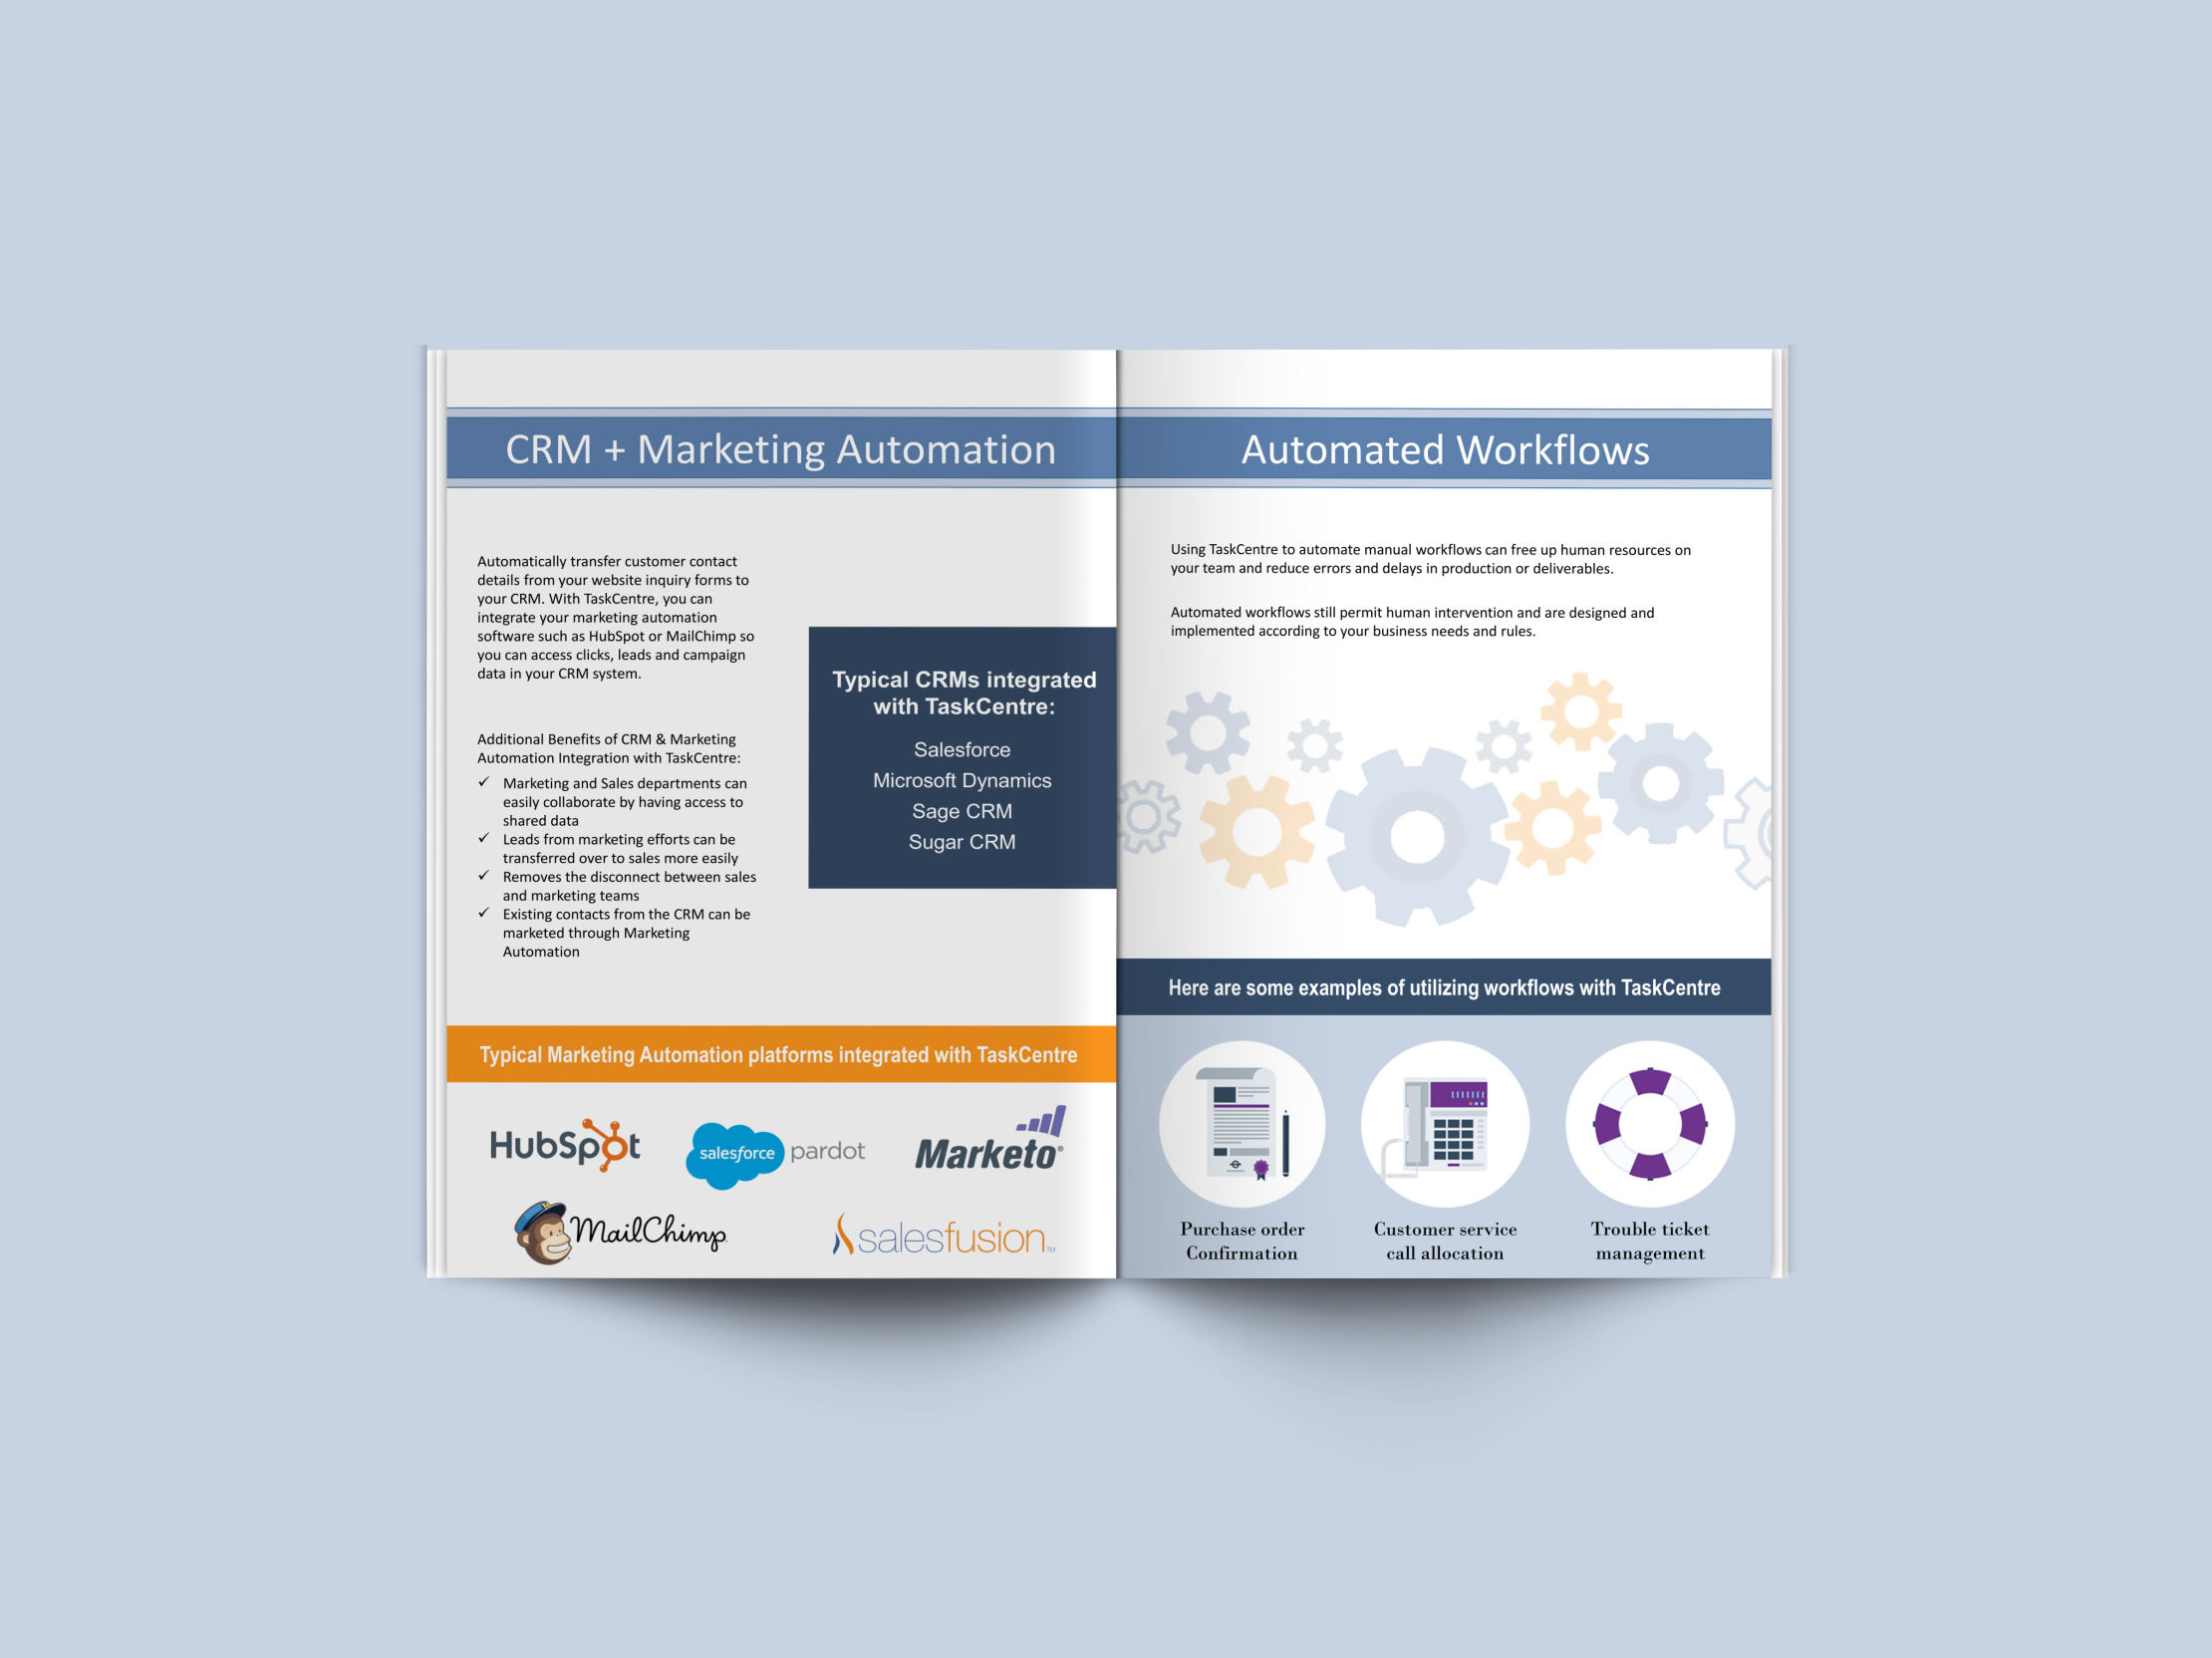 CRM + Marketing Automation
Automatically transfer customer contact
details from your website inquiry forms to
your CRM. With TaskCentre, you can
integrate your marketing automation
software such as HubSpot or MailChimp so
you can access clicks, leads and campaign
data in your CRM system.
Additional Benefits of CRM & Marketing
Automation Integration with TaskCentre:
✓ Marketing and Sales departments can
easily collaborate by having access to
shared data
✓ Leads from marketing efforts can be
transferred over to sales more easily
✓ Removes the disconnect between sales
and marketing teams
✓ Existing contacts from the CRM can be
marketed through Marketing
Automation
Typical CRMs integrated
with TaskCentre:
Salesforce
Microsoft Dynamics
Sage CRM
Sugar CRM
Typical Marketing Automation platforms integrated with TaskCentre
HubSpot
salesforce pardot
Marketo®
MailChimp
salesfusion™
Automated Workflows
Using TaskCentre to automate manual workflows can free up human resources on
your team and reduce errors and delays in production or deliverables.
Automated workflows still permit human intervention and are designed and
implemented according to your business needs and rules.
Here are some examples of utilizing workflows with TaskCentre
Purchase order
Confirmation
Customer service
call allocation
Trouble ticket
management